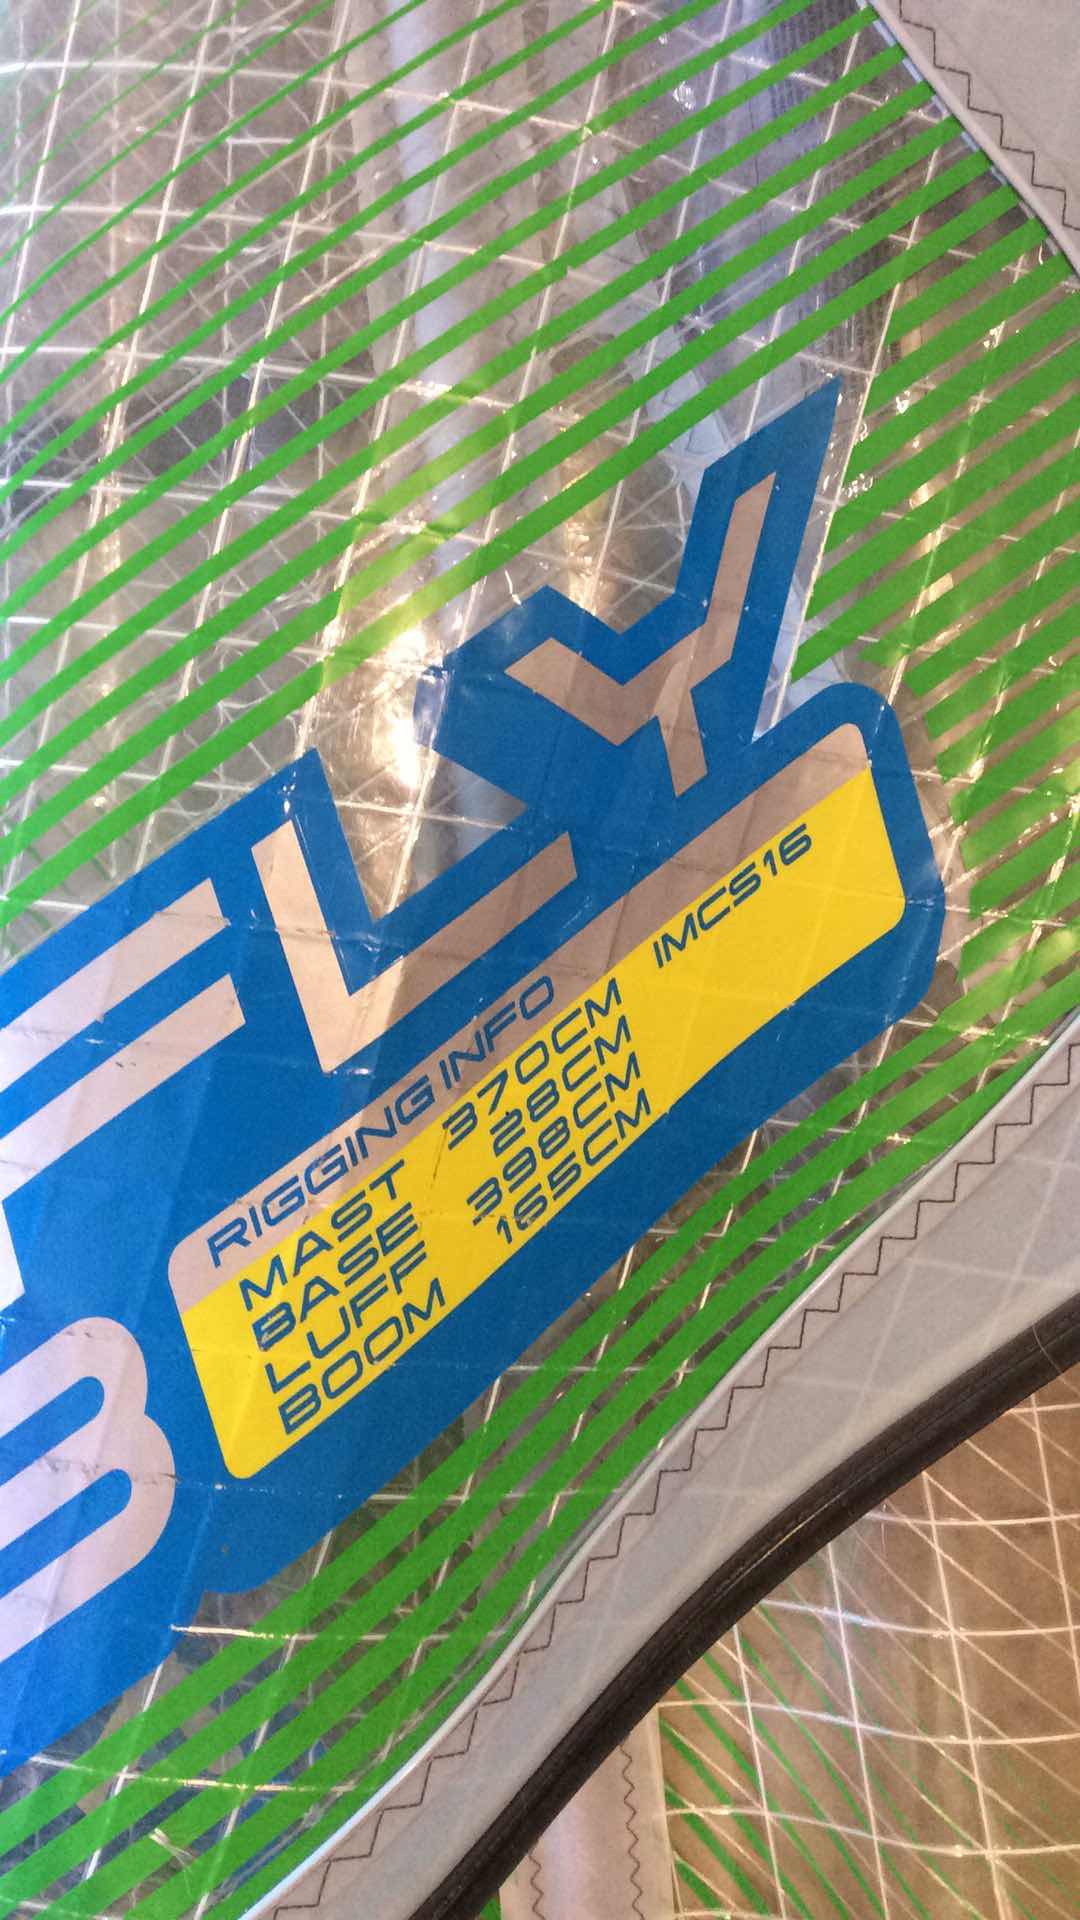 FLY
RIGGING INFO
MAST 370CM IMCS16
BASE 28CM
LUFF 398CM
BOOM 165CM